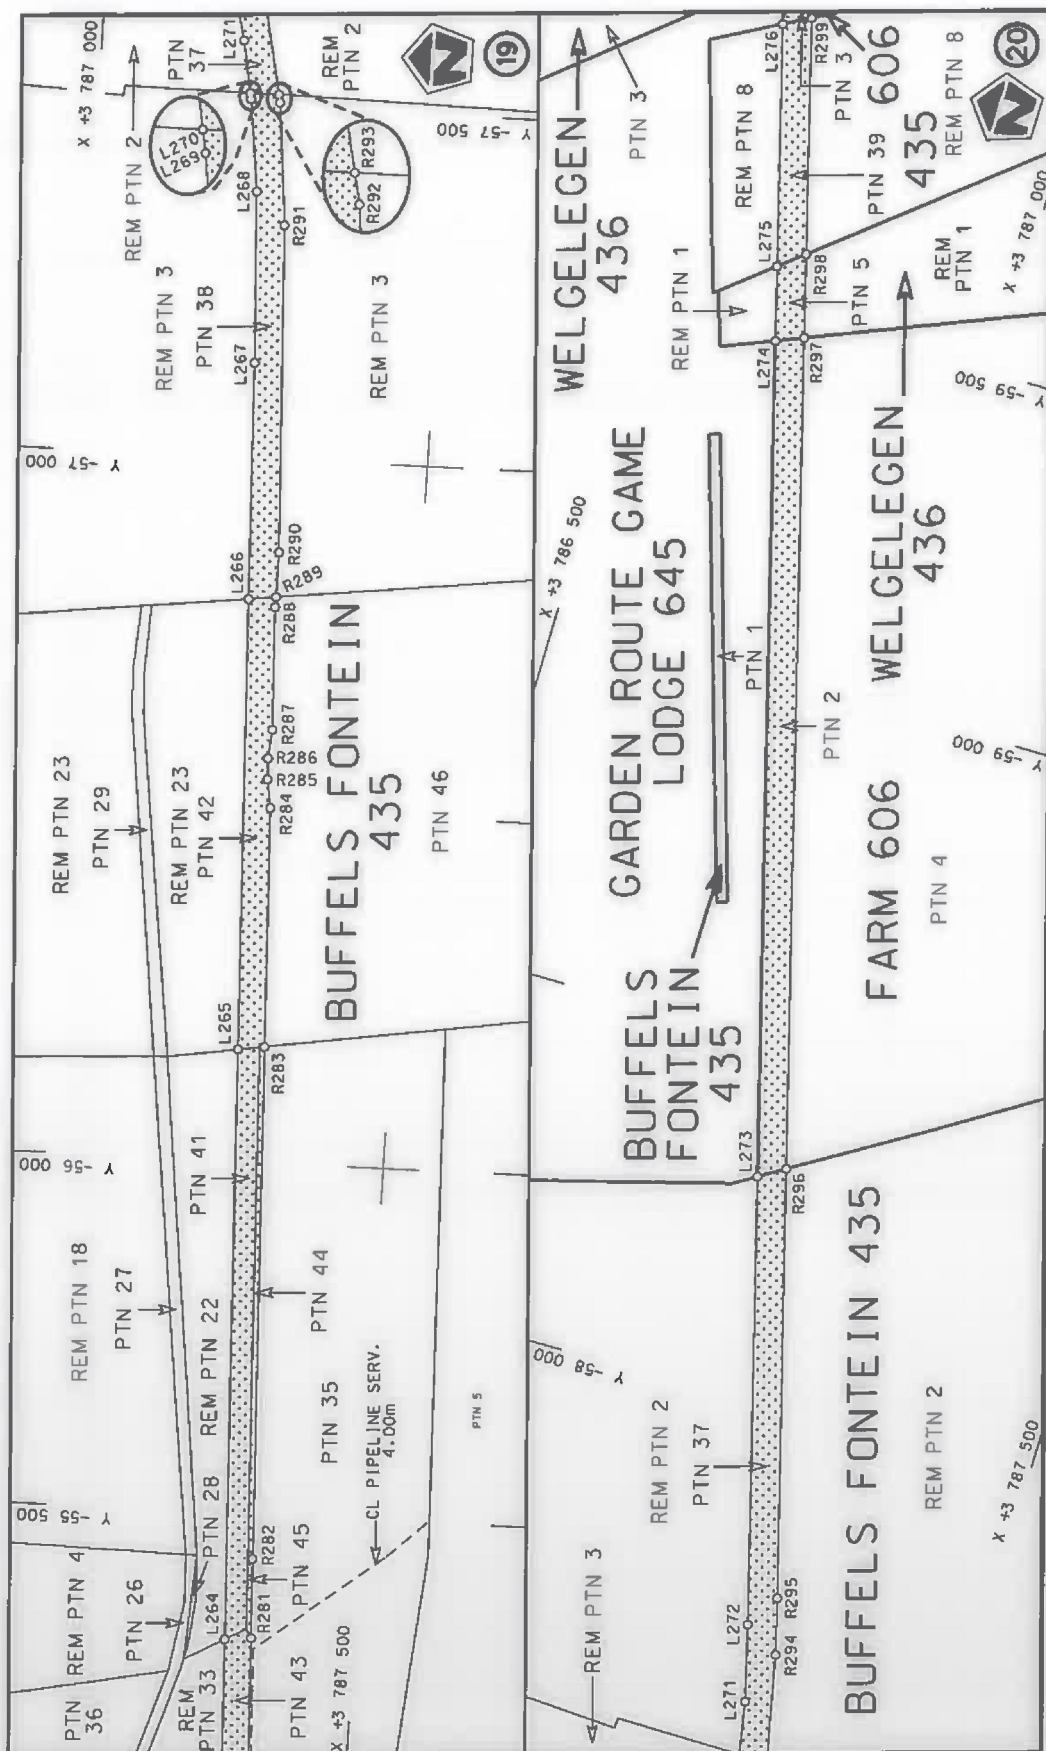 19
X +3 787 000
REM PTN 2
PTN 37
L271
REM PTN 2
Y -57 500
L270
L269
L268
R293
R292
R291
REM PTN 3
PTN 38
L267
REM PTN 3
Y -57 000
L266
R290
R289
R288
BUFFELS FONTEIN
435
R287
R286
R285
R284
REM PTN 23
PTN 29
REM PTN 23
PTN 42
PTN 46
L265
R283
Y -56 000
PTN 41
REM PTN 18
PTN 27
REM PTN 22
PTN 44
PTN 35
CL PIPELINE SERV.
4.00m
PTN 5
Y -55 500
PTN 28
R282
PTN 45
R281
L264
REM PTN 4
PTN 26
PTN 36
REM
PTN 33
PTN 43
X +3 787 500
20
WELGELEGEN
436
PTN 3
L276
R299
PTN 3
606
REM PTN 8
REM PTN 8
PTN 39
435
L275
R298
REM PTN 1
PTN 5
REM
PTN 1
X +3 787 000
L274
R297
Y -59 500
X +3 786 500
GARDEN ROUTE GAME
LODGE 645
PTN 1
WELGELEGEN
436
PTN 2
Y -59 000
FARM 606
PTN 4
BUFFELS
FONTEIN
435
L273
R296
Y -58 000
BUFFELS FONTEIN 435
REM PTN 2
PTN 37
REM PTN 2
X +3 787 500
REM PTN 3
L272
R295
R294
L271